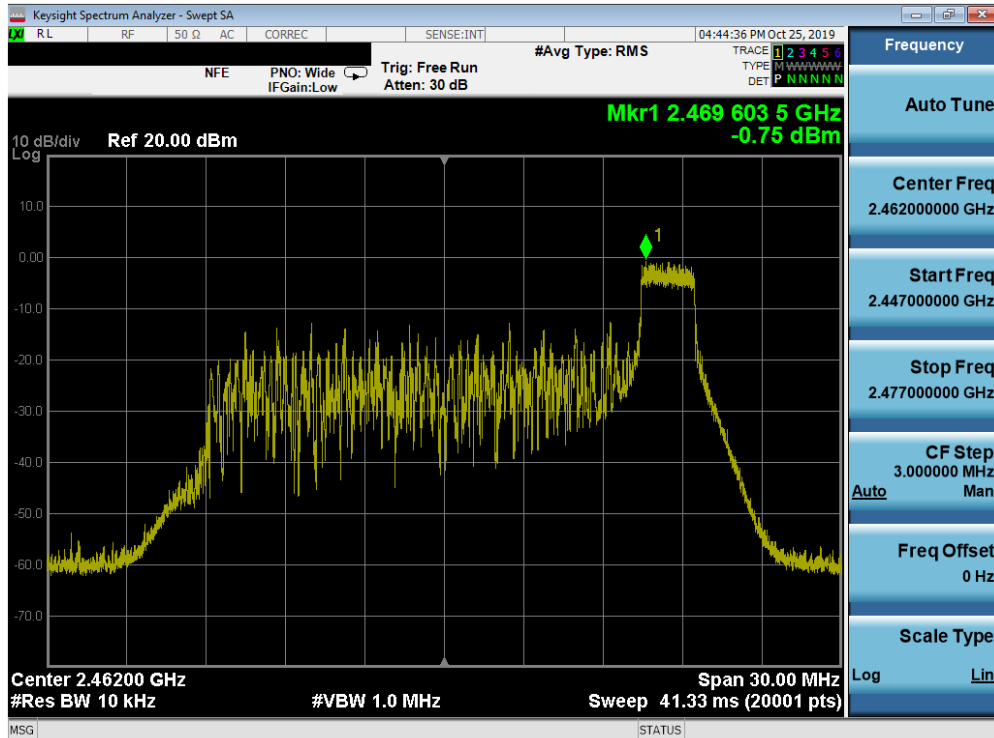 Keysight Spectrum Analyzer - Swept SA
LXI RL RF 50 Ω AC CORREC SENSE:INT 04:44:36 PM Oct 25, 2019
NFE PNO: Wide Trig: Free Run #Avg Type: RMS TRACE 1 2 3 4 5 6
IFGain:Low Atten: 30 dB TYPE M WWWWW
DET P N N N N N
Mkr1 2.469 603 5 GHz
-0.75 dBm
10 dB/div Ref 20.00 dBm
Log
1
10.0
0.00
-10.0
-20.0
-30.0
-40.0
-50.0
-60.0
-70.0
Center 2.46200 GHz Span 30.00 MHz
#Res BW 10 kHz #VBW 1.0 MHz Sweep 41.33 ms (20001 pts)
MSG STATUS
Frequency
Auto Tune
Center Freq
2.462000000 GHz
Start Freq
2.447000000 GHz
Stop Freq
2.477000000 GHz
CF Step
3.000000 MHz
Auto Man
Freq Offset
0 Hz
Scale Type
Log Lin